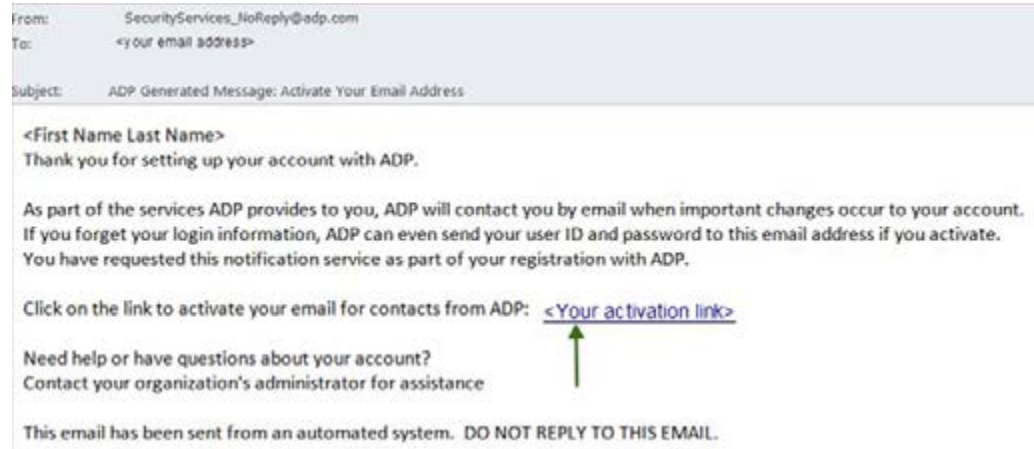 From: SecurityServices_NoReply@adp.com
To: <your email address>
Subject: ADP Generated Message: Activate Your Email Address
<First Name Last Name>
Thank you for setting up your account with ADP.
As part of the services ADP provides to you, ADP will contact you by email when important changes occur to your account.
If you forget your login information, ADP can even send your user ID and password to this email address if you activate.
You have requested this notification service as part of your registration with ADP.
Click on the link to activate your email for contacts from ADP: <Your activation link>
Need help or have questions about your account?
Contact your organization's administrator for assistance
This email has been sent from an automated system. DO NOT REPLY TO THIS EMAIL.